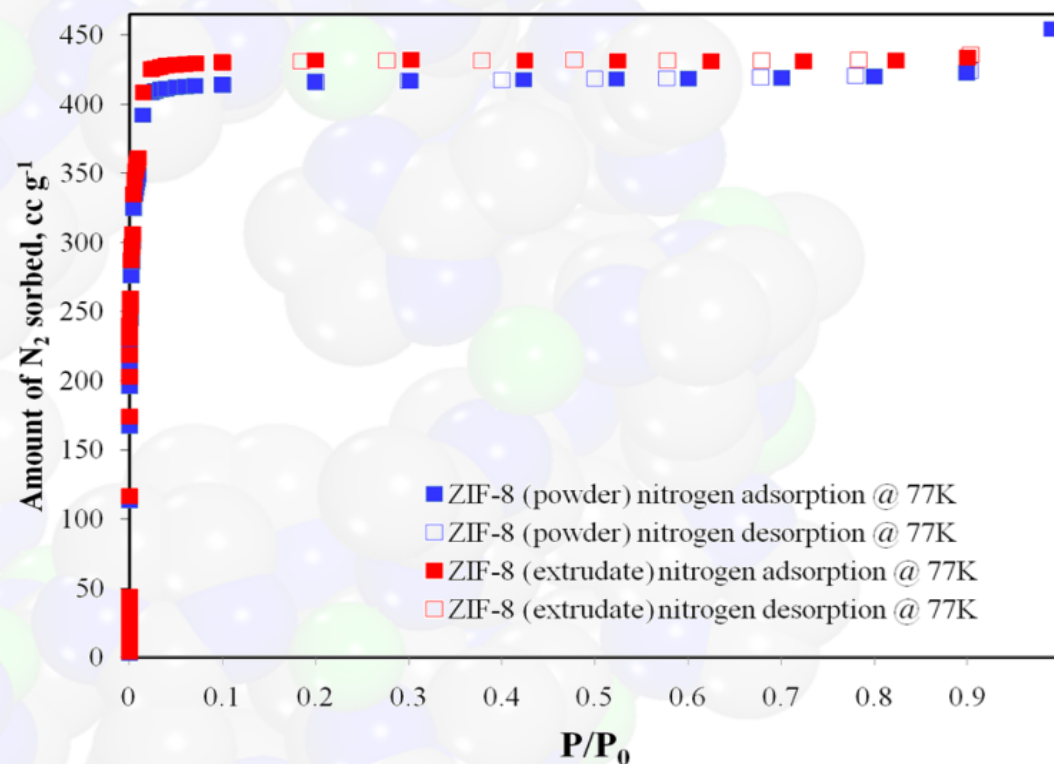 450
400
350
300
250
200
150
100
50
0
Amount of N₂ sorbed, cc g⁻¹
ZIF-8 (powder) nitrogen adsorption @ 77K
ZIF-8 (powder) nitrogen desorption @ 77K
ZIF-8 (extrudate) nitrogen adsorption @ 77K
ZIF-8 (extrudate) nitrogen desorption @ 77K
0 0.1 0.2 0.3 0.4 0.5 0.6 0.7 0.8 0.9
P/P₀